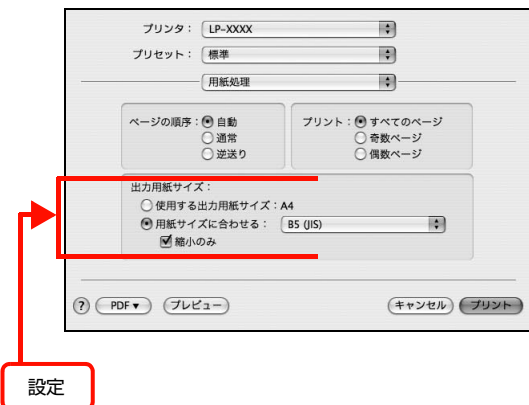 プリンタ： LP-XXXX
プリセット： 標準
用紙処理
ページの順序： 自動
通常
逆送り
プリント： すべてのページ
奇数ページ
偶数ページ
出力用紙サイズ：
使用する出力用紙サイズ：A4
用紙サイズに合わせる： B5 (JIS)
縮小のみ
? PDF▼ プレビュー キャンセル プリント
設定